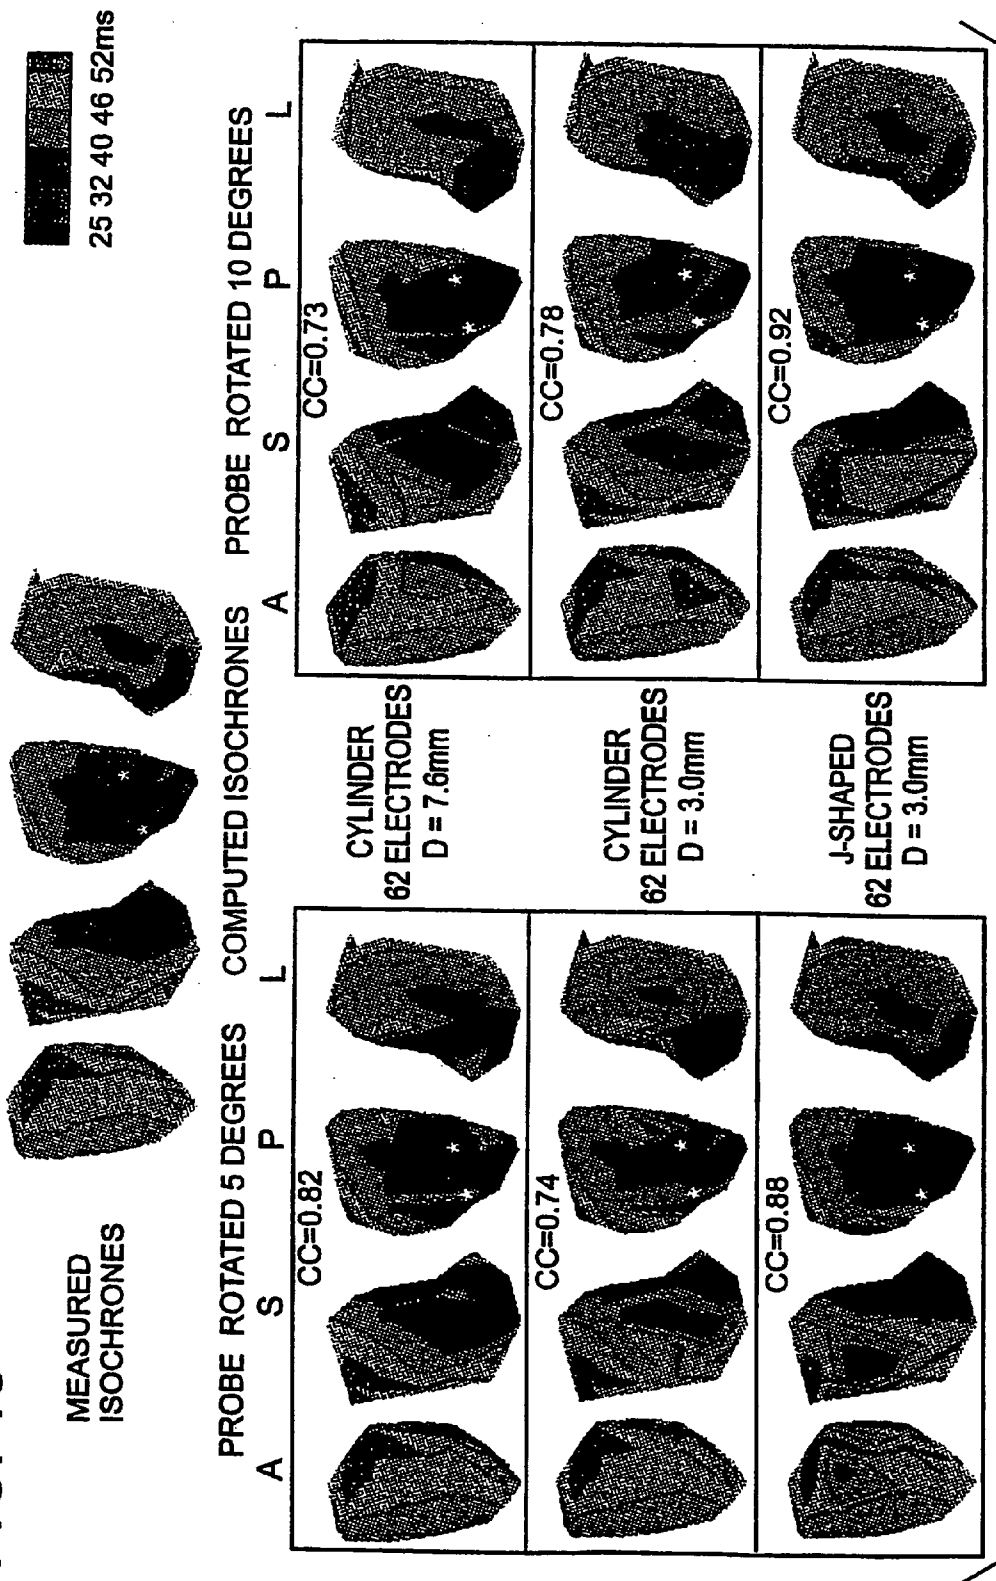 25 32 40 46 52ms
MEASURED
ISOCHRONES
PROBE ROTATED 5 DEGREES COMPUTED ISOCHRONES PROBE ROTATED 10 DEGREES
A S P L
A S P L
CC=0.82
CYLINDER
62 ELECTRODES
D = 7.6mm
CC=0.73
CC=0.74
CYLINDER
62 ELECTRODES
D = 3.0mm
CC=0.78
CC=0.88
J-SHAPED
62 ELECTRODES
D = 3.0mm
CC=0.92